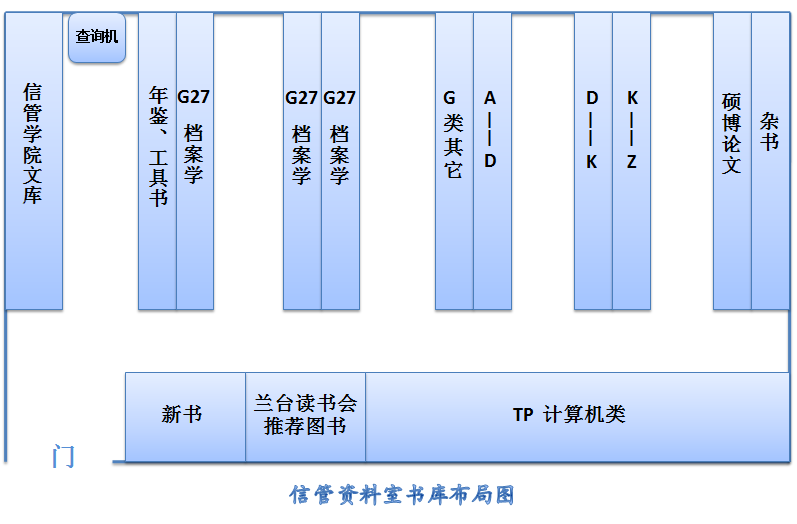 查询机
信管学院文库
年鉴、工具书
G27 档案学
G27 档案学
G27 档案学
G 类其它
A——D
D——K
K——Z
硕博论文
杂书
新书
兰台读书会
推荐图书
TP 计算机类
门
信管资料室书库布局图